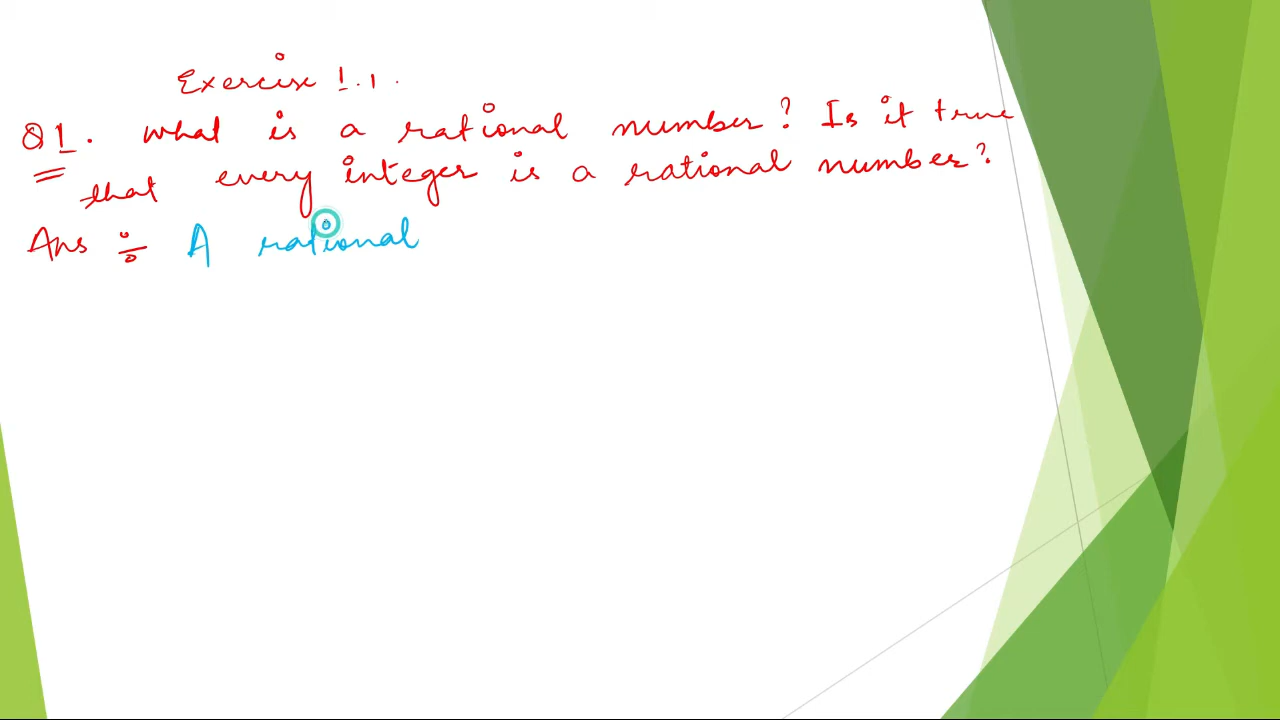 Exercise 1.1.
Q1. What is a rational number? Is it true
that every integer is a rational number?
Ans ÷ A rational